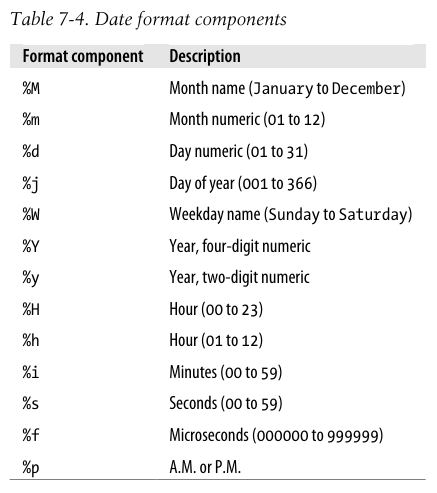 Table 7-4. Date format components
Format component Description
%M Month name (January to December)
%m Month numeric (01 to 12)
%d Day numeric (01 to 31)
%j Day of year (001 to 366)
%W Weekday name (Sunday to Saturday)
%Y Year, four-digit numeric
%y Year, two-digit numeric
%H Hour (00 to 23)
%h Hour (01 to 12)
%i Minutes (00 to 59)
%s Seconds (00 to 59)
%f Microseconds (000000 to 999999)
%p A.M. or P.M.